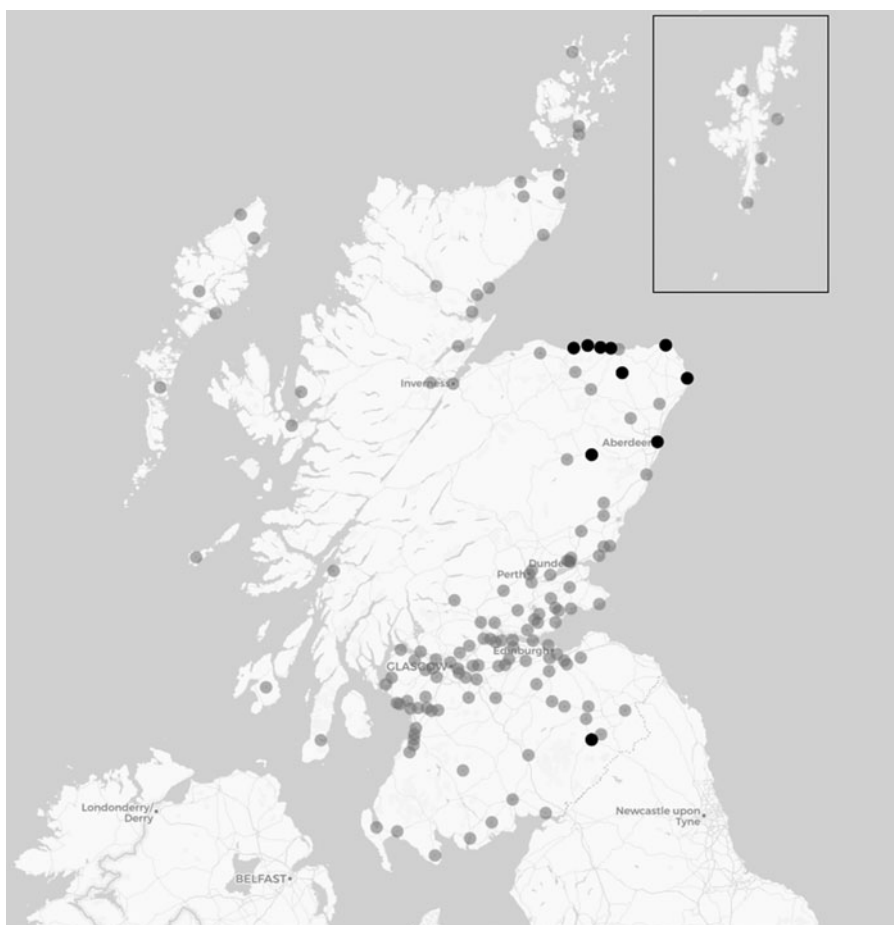 Inverness
Aberdeen
Dundee
Perth
Edinburgh
GLASGOW
Londonderry/
Derry
Newcastle upon
Tyne
BELFAST